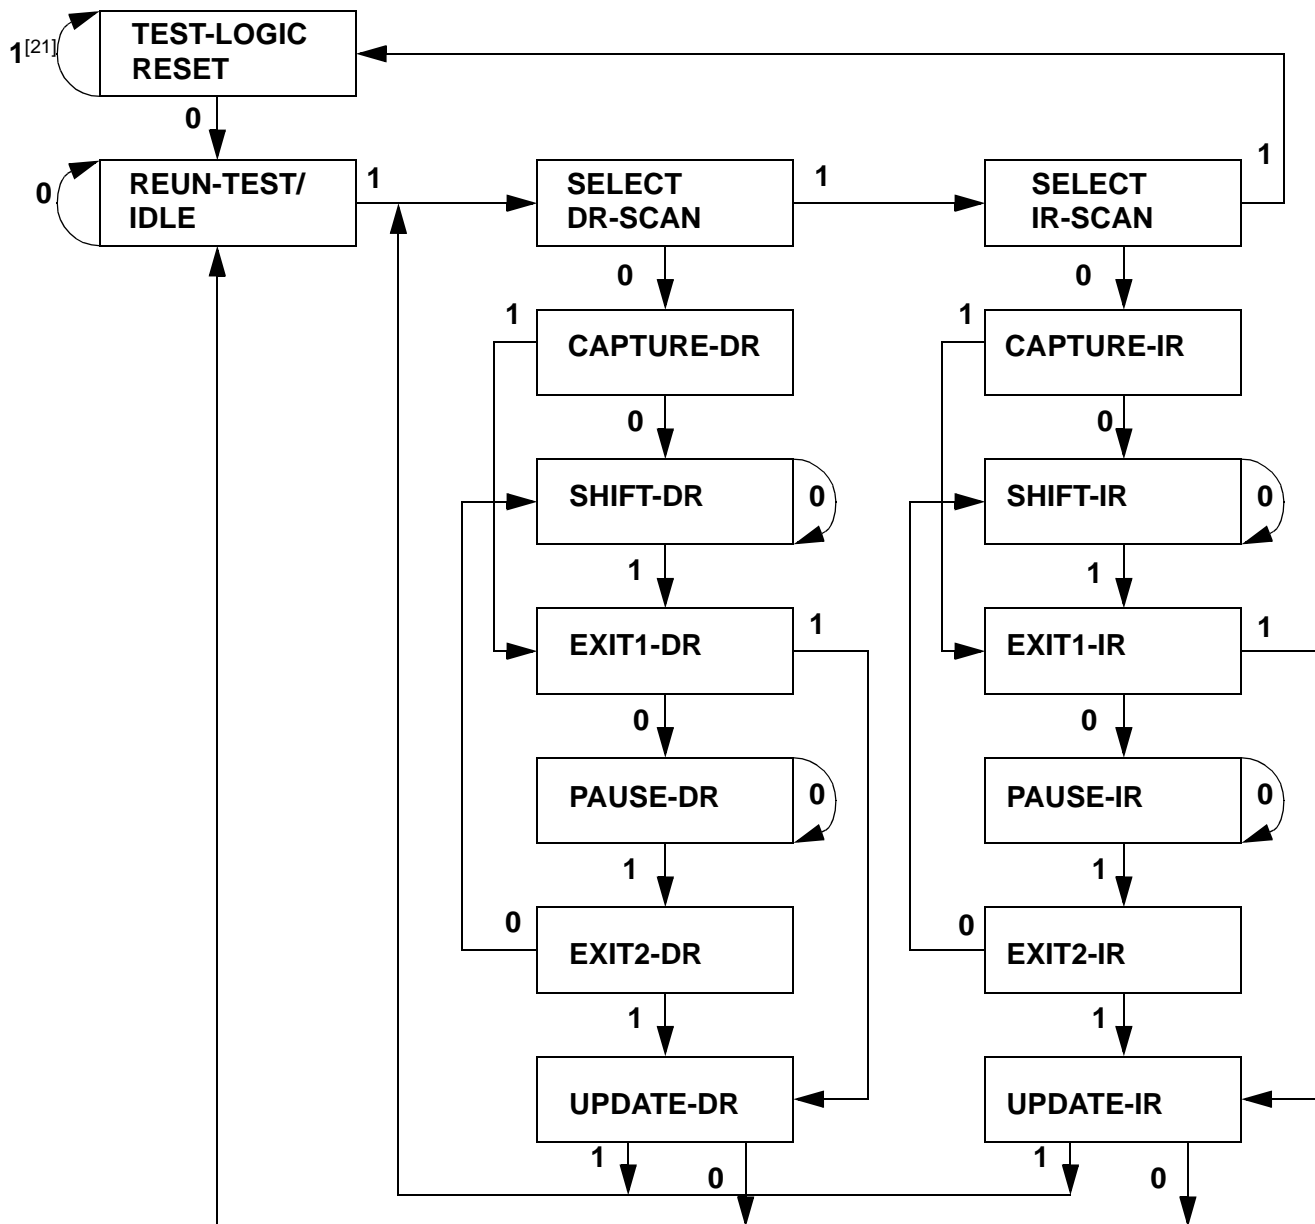 TEST-LOGIC
RESET
1[21]
0
REUN-TEST/
IDLE
0
1
SELECT
DR-SCAN
1
SELECT
IR-SCAN
1
0
0
1
CAPTURE-DR
1
CAPTURE-IR
0
0
SHIFT-DR
0
SHIFT-IR
0
1
1
EXIT1-DR
1
EXIT1-IR
1
0
0
PAUSE-DR
0
PAUSE-IR
0
1
1
0
EXIT2-DR
0
EXIT2-IR
1
1
UPDATE-DR
UPDATE-IR
1
0
1
0